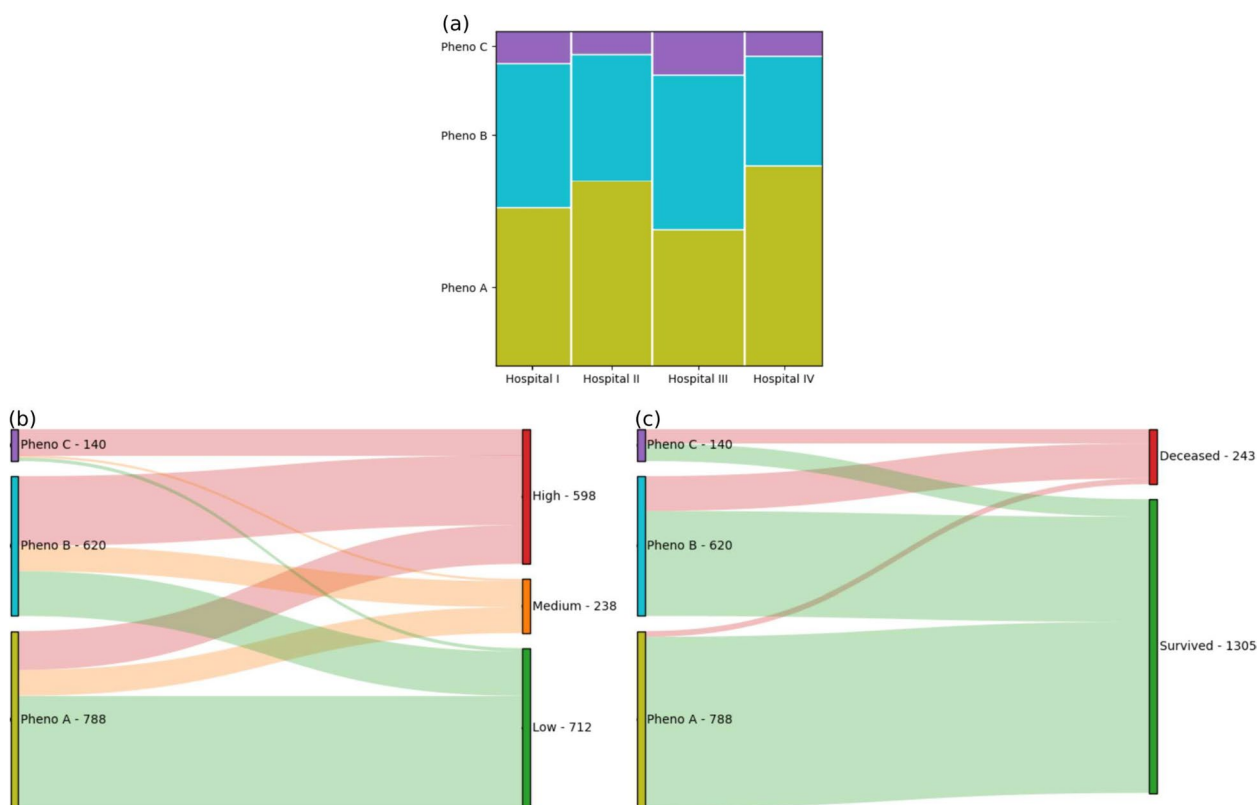 (a)
Pheno C
Pheno B
Pheno A
Hospital I
Hospital II
Hospital III
Hospital IV
(b)
Pheno C - 140
Pheno B - 620
Pheno A - 788
High - 598
Medium - 238
Low - 712
(c)
Pheno C - 140
Pheno B - 620
Pheno A - 788
Deceased - 243
Survived - 1305